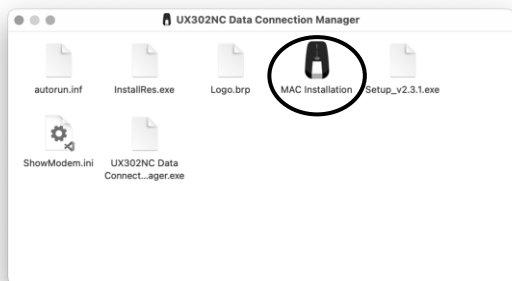 UX302NC Data Connection Manager
autorun.inf
InstallRes.exe
Logo.brp
MAC Installation
Setup_v2.3.1.exe
ShowModem.ini
UX302NC Data
Connect...ager.exe